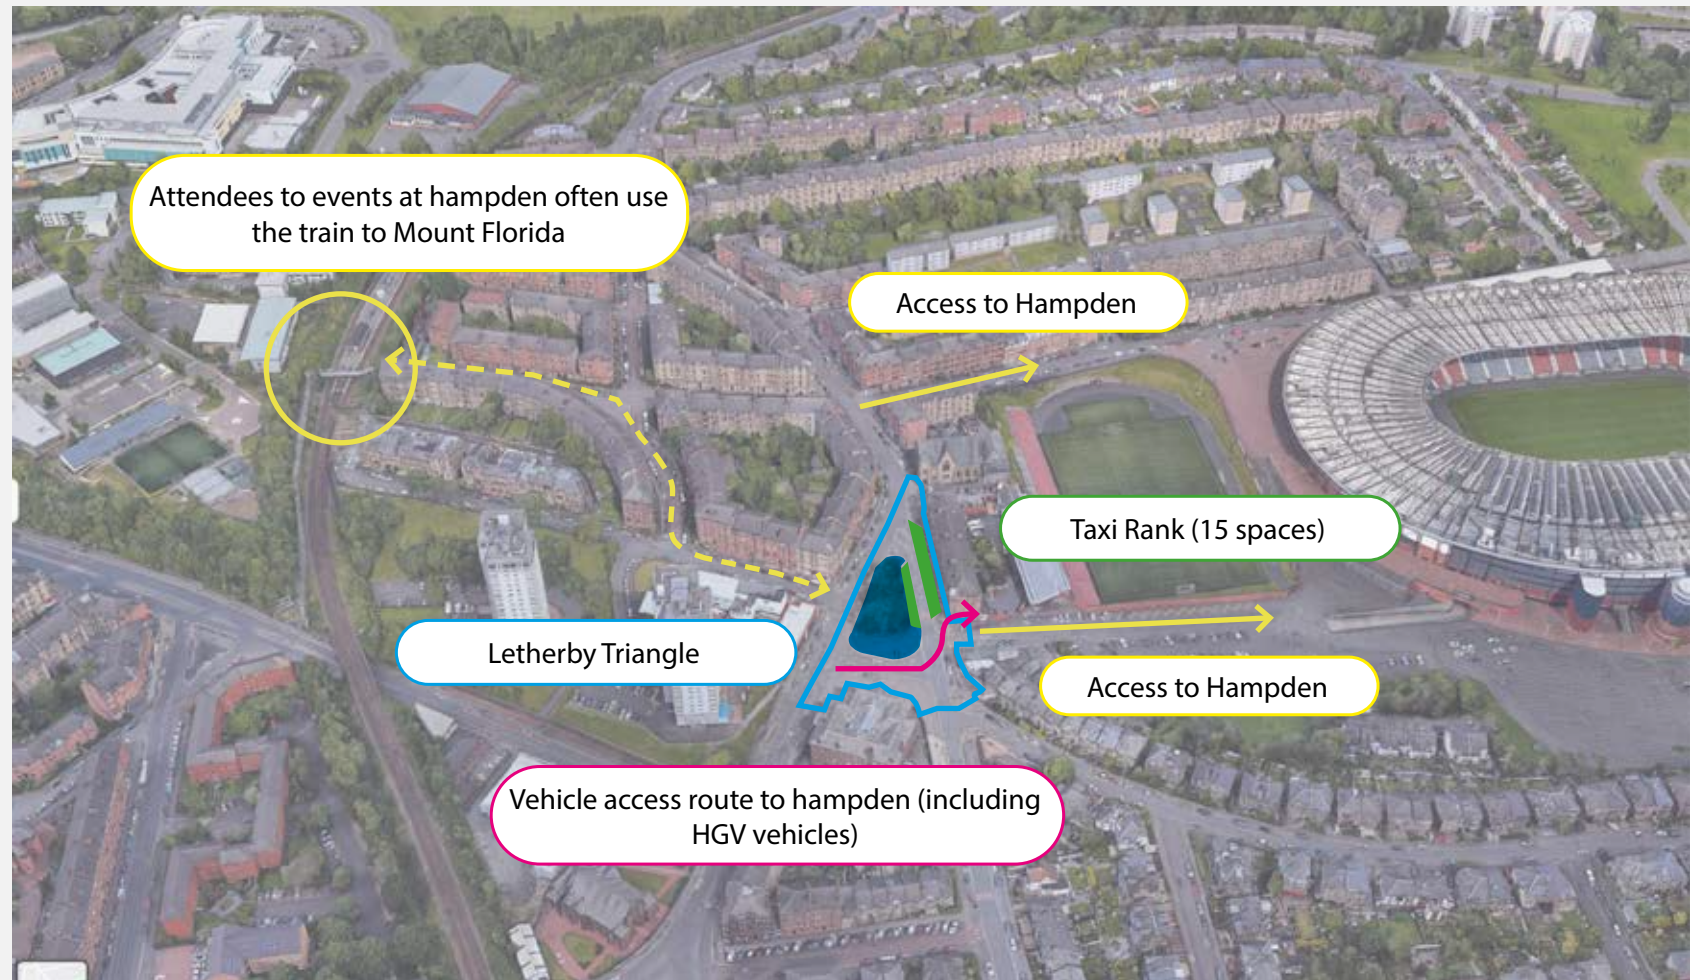 Attendees to events at hampden often use
the train to Mount Florida
Access to Hampden
Taxi Rank (15 spaces)
Letherby Triangle
Access to Hampden
Vehicle access route to hampden (including
HGV vehicles)